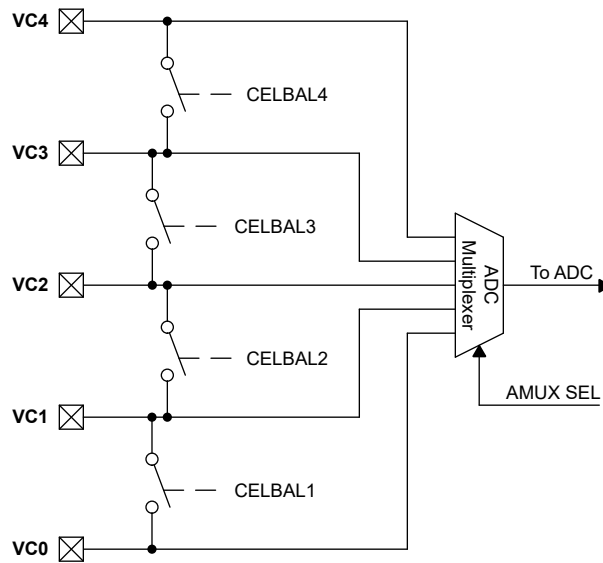 VC4
CELBAL4
VC3
CELBAL3
VC2
ADC
Multiplexer
To ADC
CELBAL2
AMUX SEL
VC1
CELBAL1
VC0